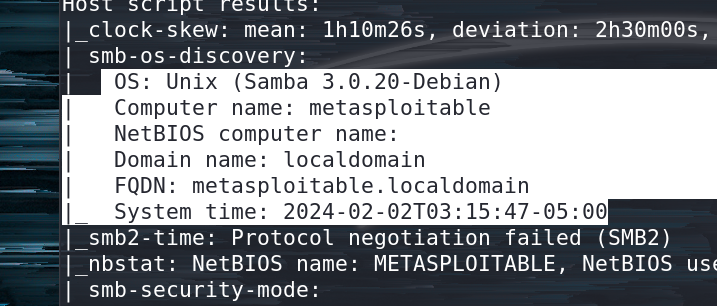 Host script results:
|_clock-skew: mean: 1h10m26s, deviation: 2h30m00s,
| smb-os-discovery:
|   OS: Unix (Samba 3.0.20-Debian)
|   Computer name: metasploitable
|   NetBIOS computer name:
|   Domain name: localdomain
|   FQDN: metasploitable.localdomain
|_  System time: 2024-02-02T03:15:47-05:00
|_smb2-time: Protocol negotiation failed (SMB2)
|_nbstat: NetBIOS name: METASPLOITABLE, NetBIOS use
| smb-security-mode: